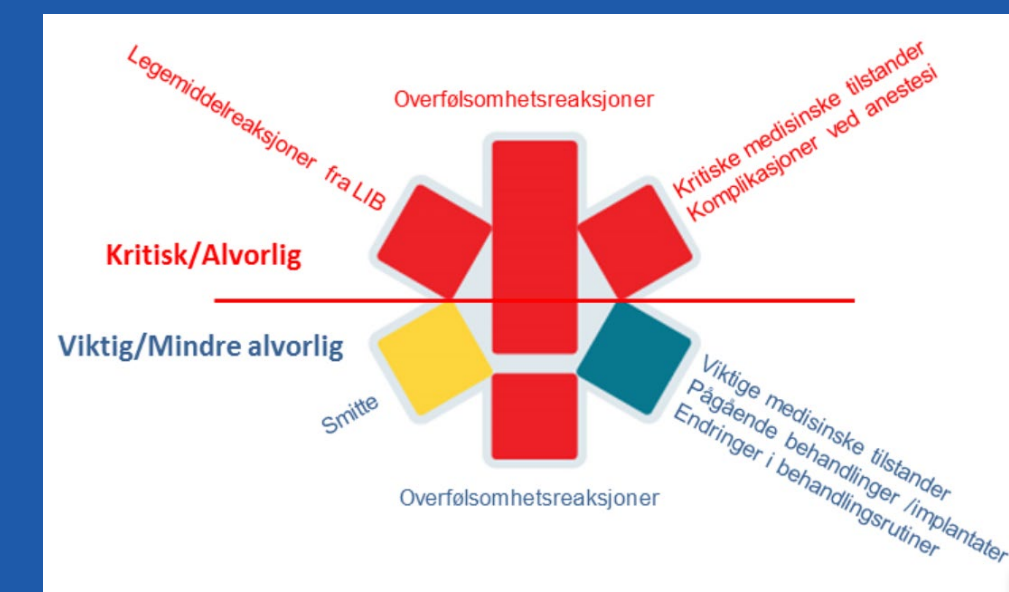 Legemiddelreaksjoner fra LIB
Overfølsomhetsreaksjoner
Kritiske medisinske tilstander
Komplikasjoner ved anestesi
Kritisk/Alvorlig
Viktig/Mindre alvorlig
Smitte
Overfølsomhetsreaksjoner
Viktige medisinske tilstander
Pågående behandlinger /implantater
Endringer i behandlingsrutiner